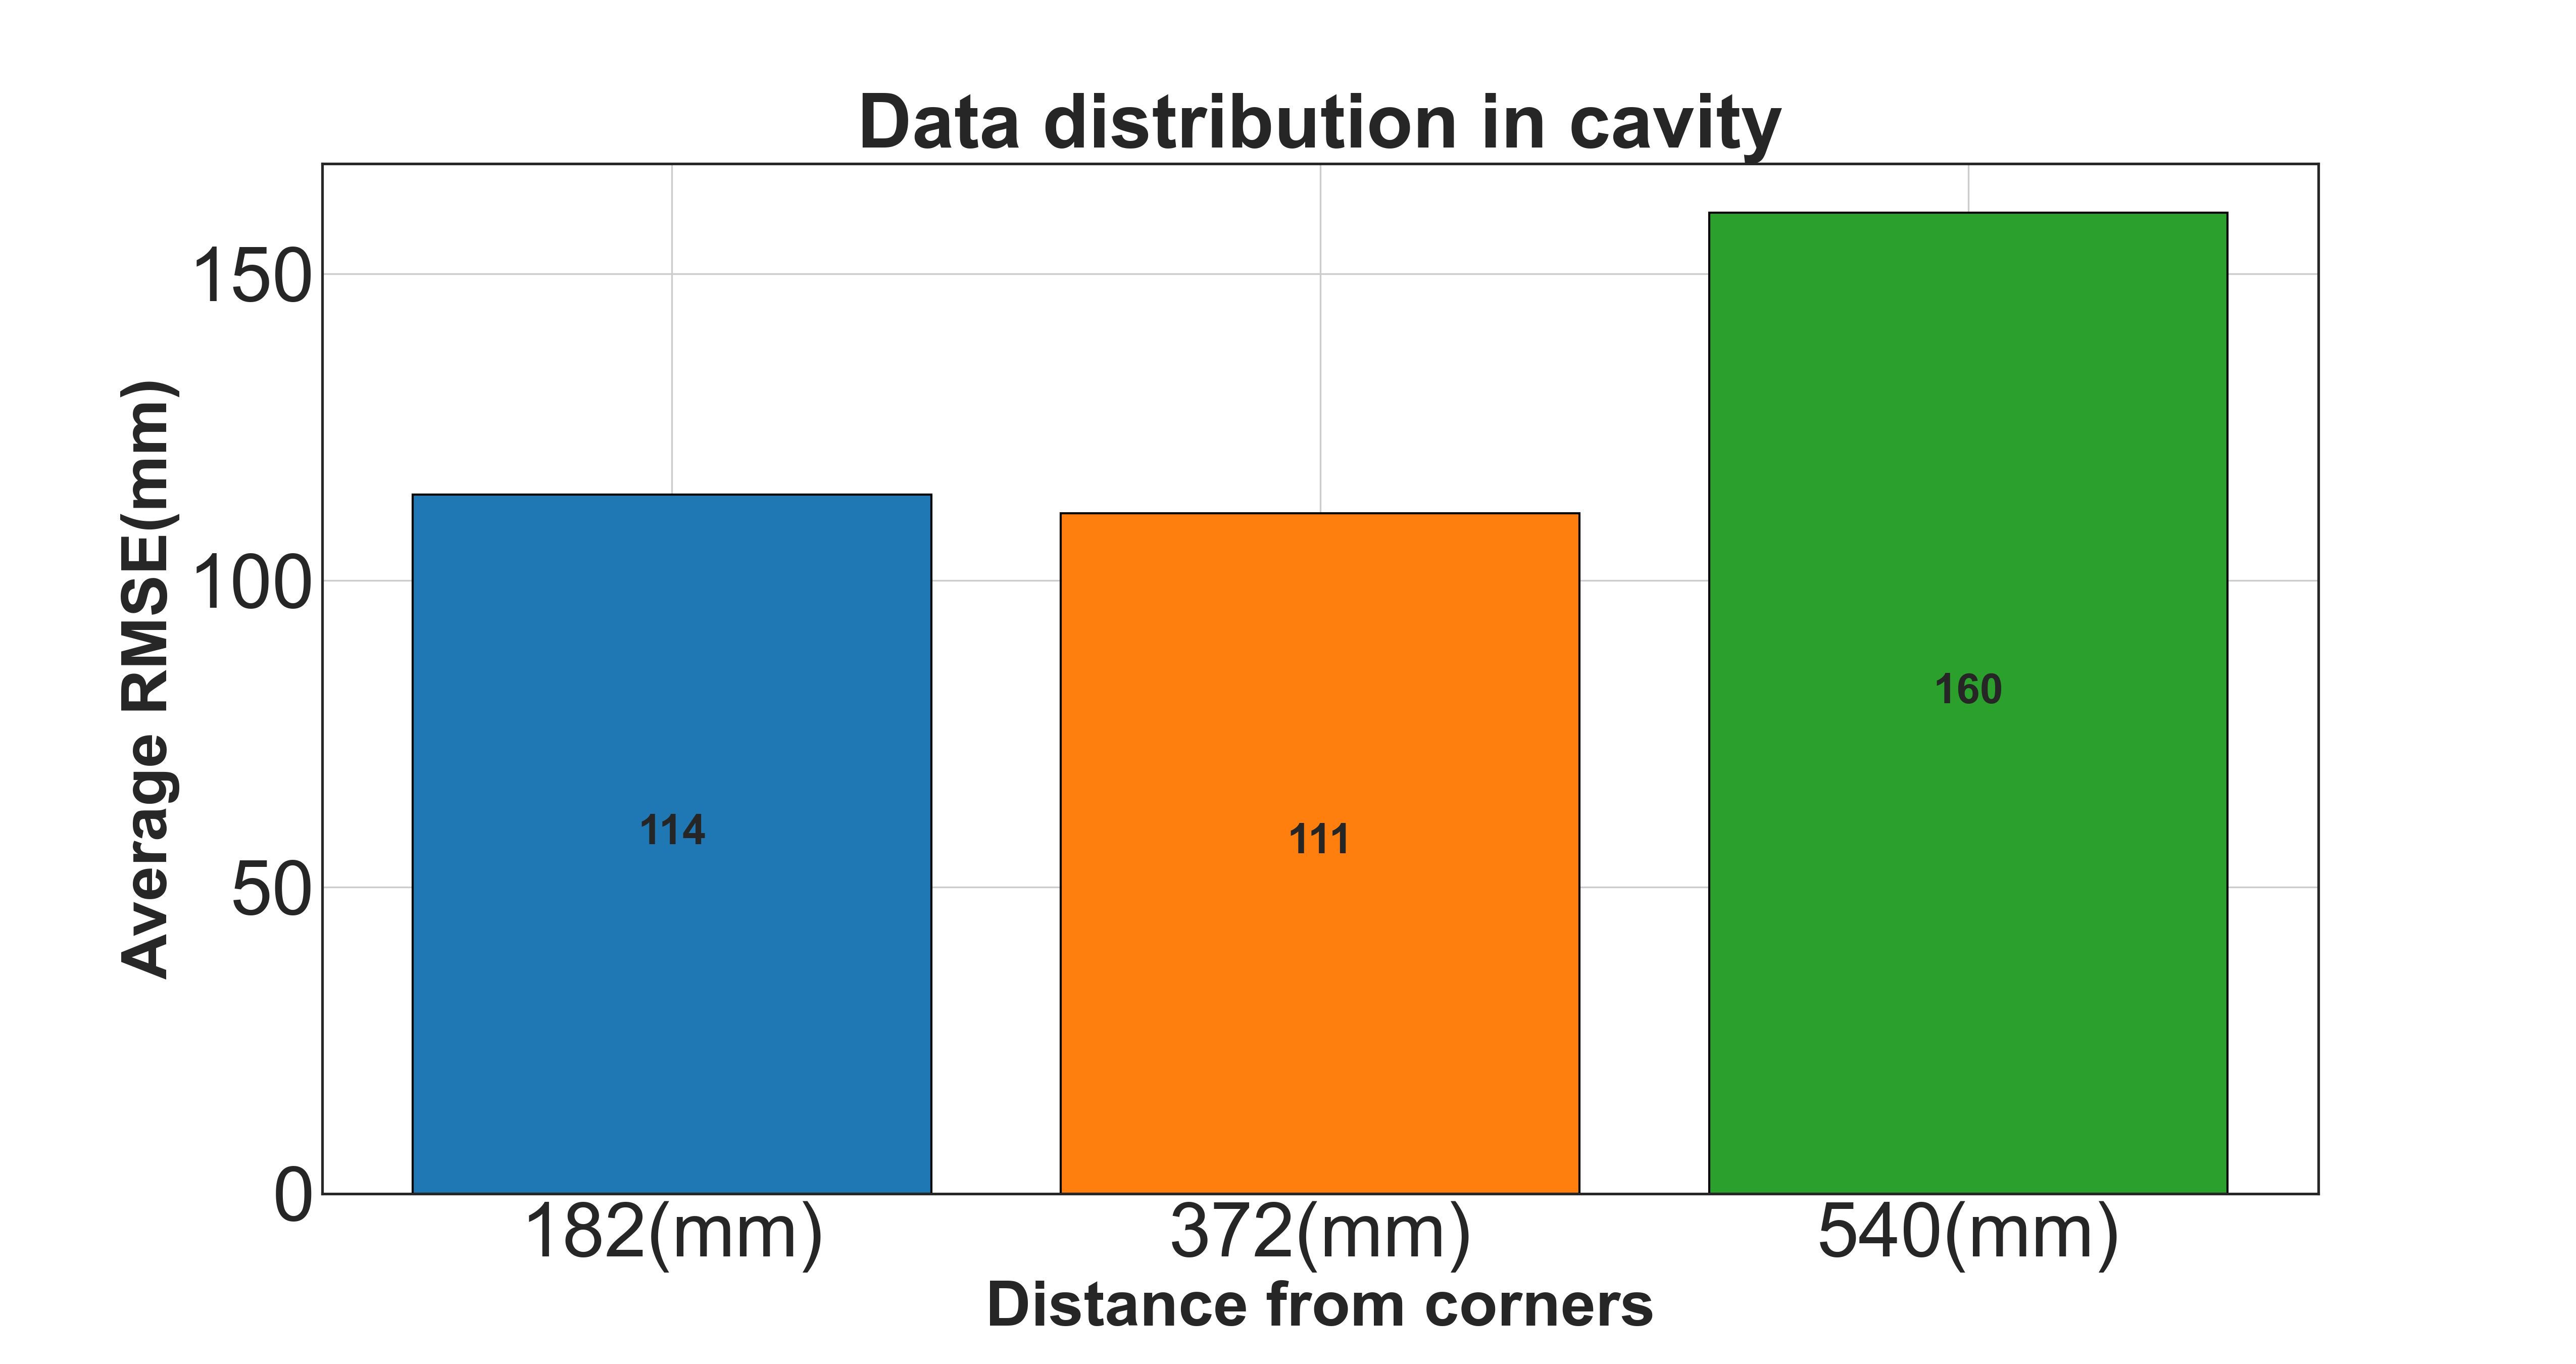 Data distribution in cavity
Average RMSE(mm)
150
100
50
0
114
111
160
182(mm)
372(mm)
540(mm)
Distance from corners